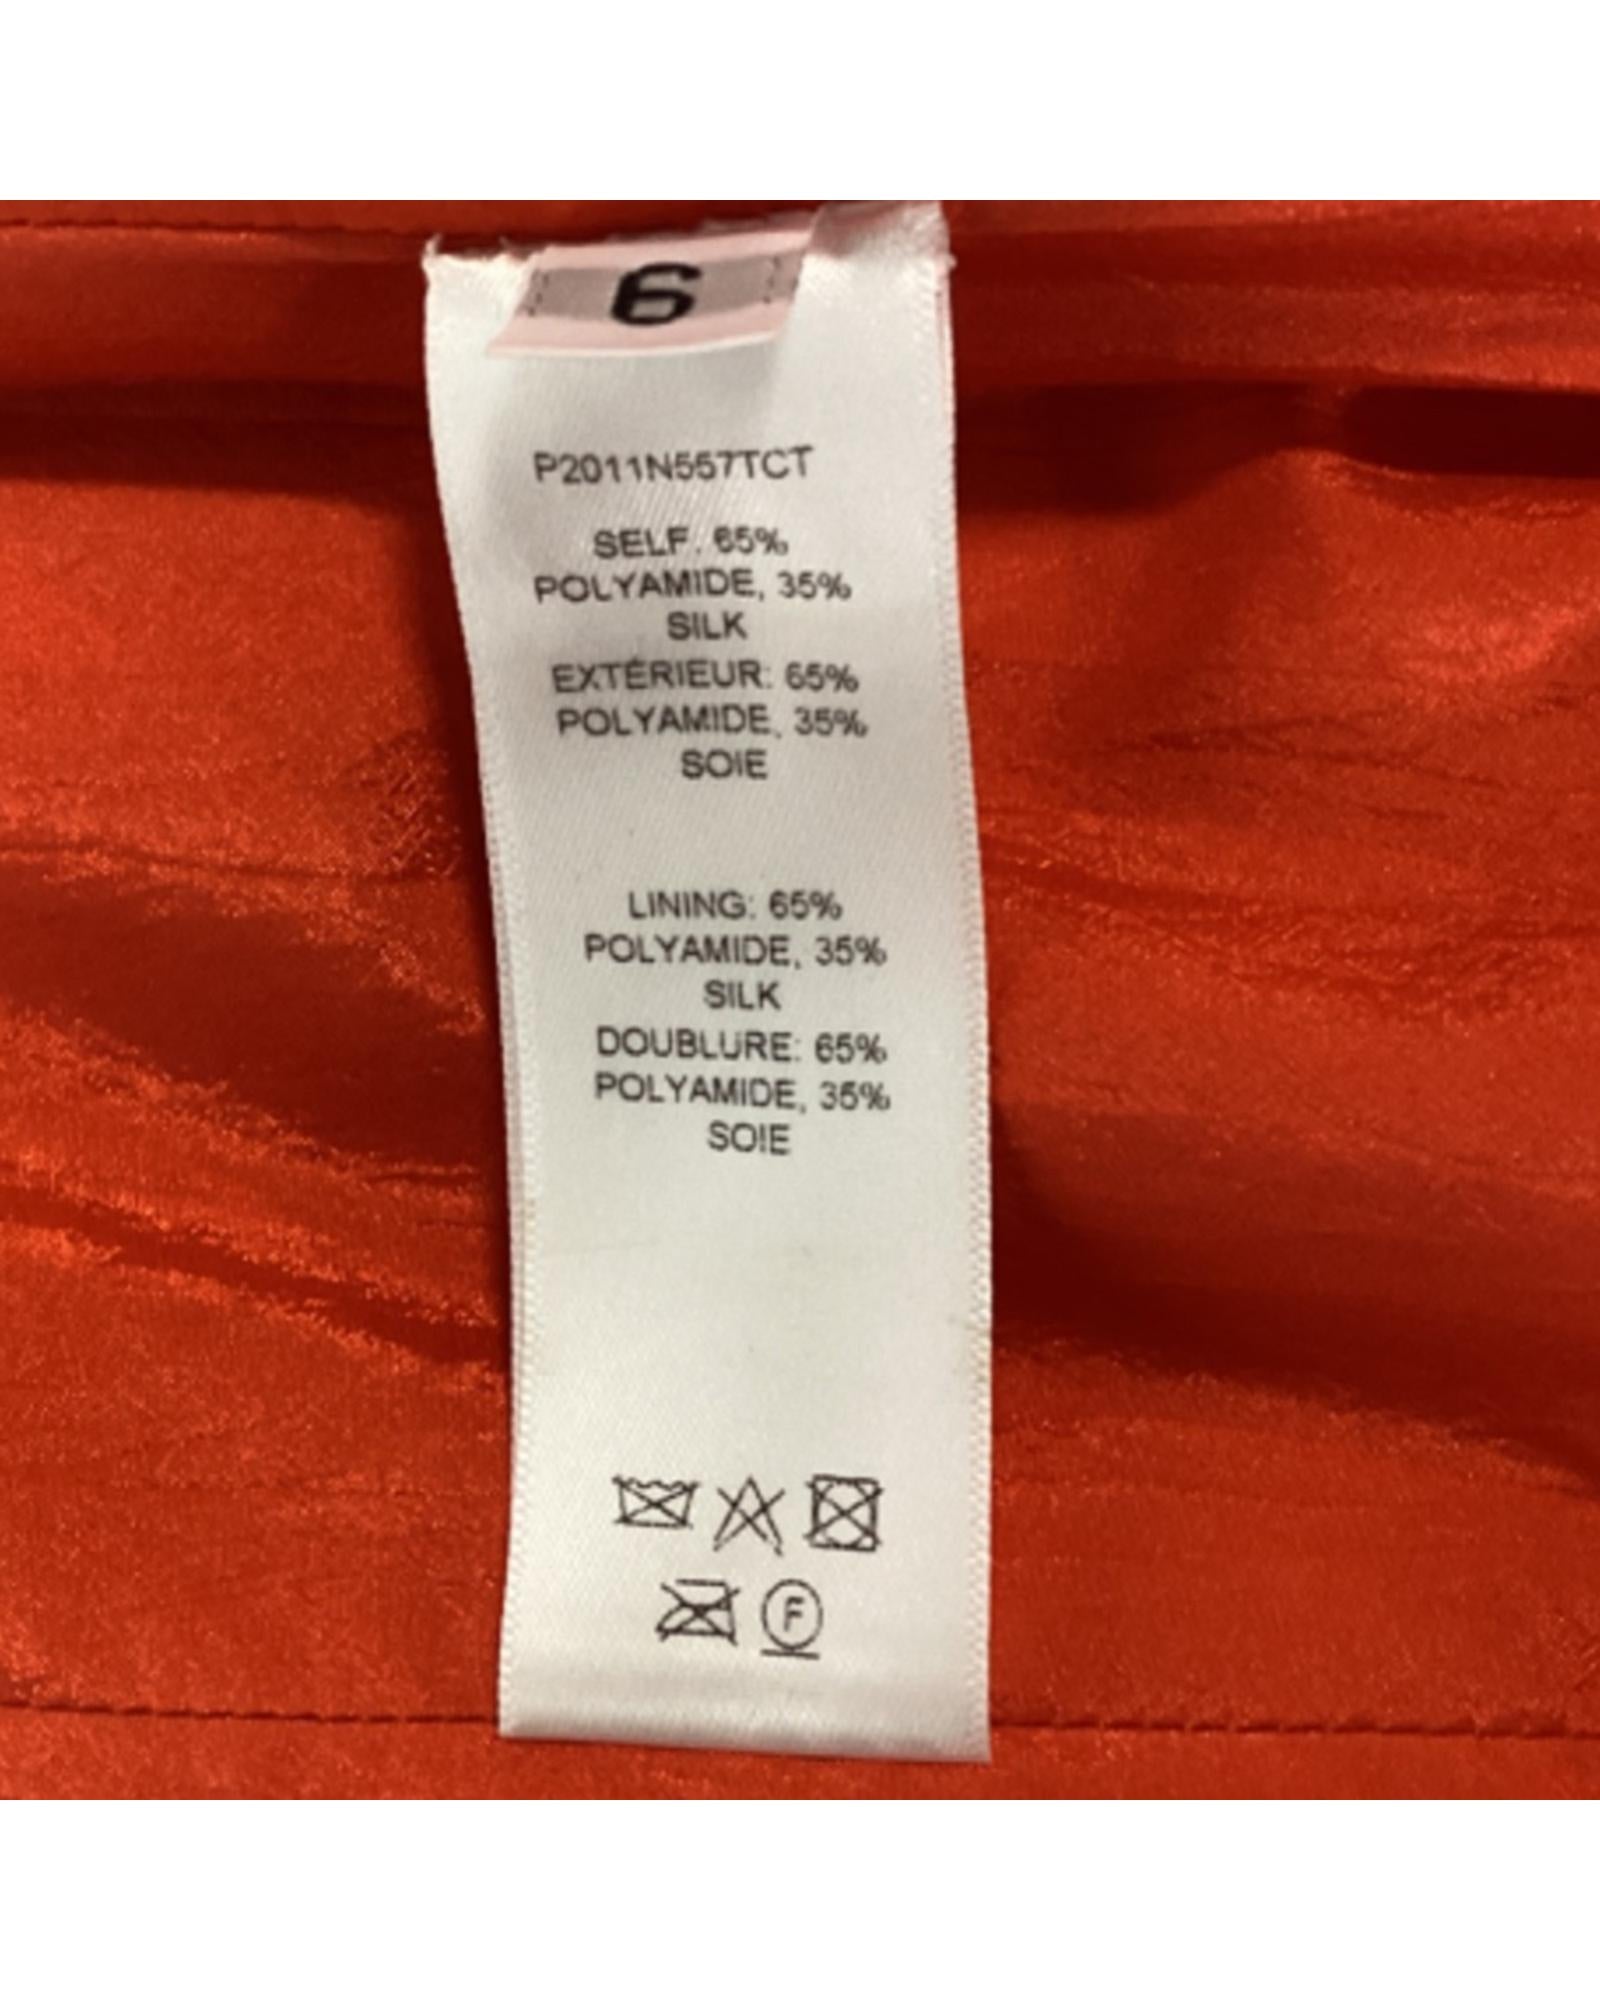 6
P2011N557TCT
SELF: 65%
POLYAMIDE, 35%
SILK
EXTÉRIEUR: 65%
POLYAMIDE, 35%
SOIE
LINING: 65%
POLYAMIDE, 35%
SILK
DOUBLURE: 65%
POLYAMIDE, 35%
SOIE
F